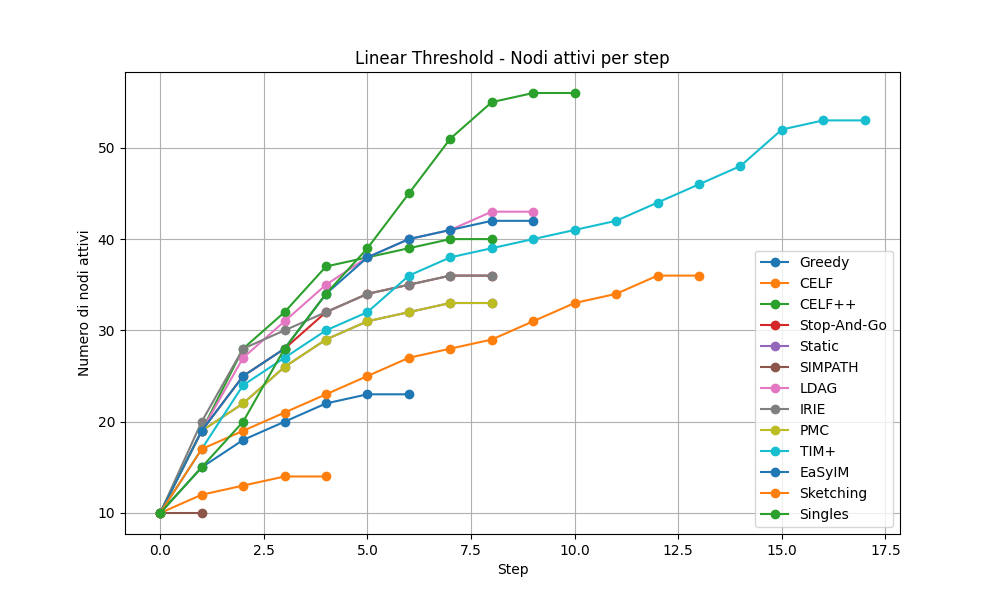 Linear Threshold - Nodi attivi per step
Numero di nodi attivi
50
40
30
20
10
0.0
2.5
5.0
7.5
10.0
12.5
15.0
17.5
Step
Greedy
CELF
CELF++
Stop-And-Go
Static
SIMPATH
LDAG
IRIE
PMC
TIM+
EaSyIM
Sketching
Singles